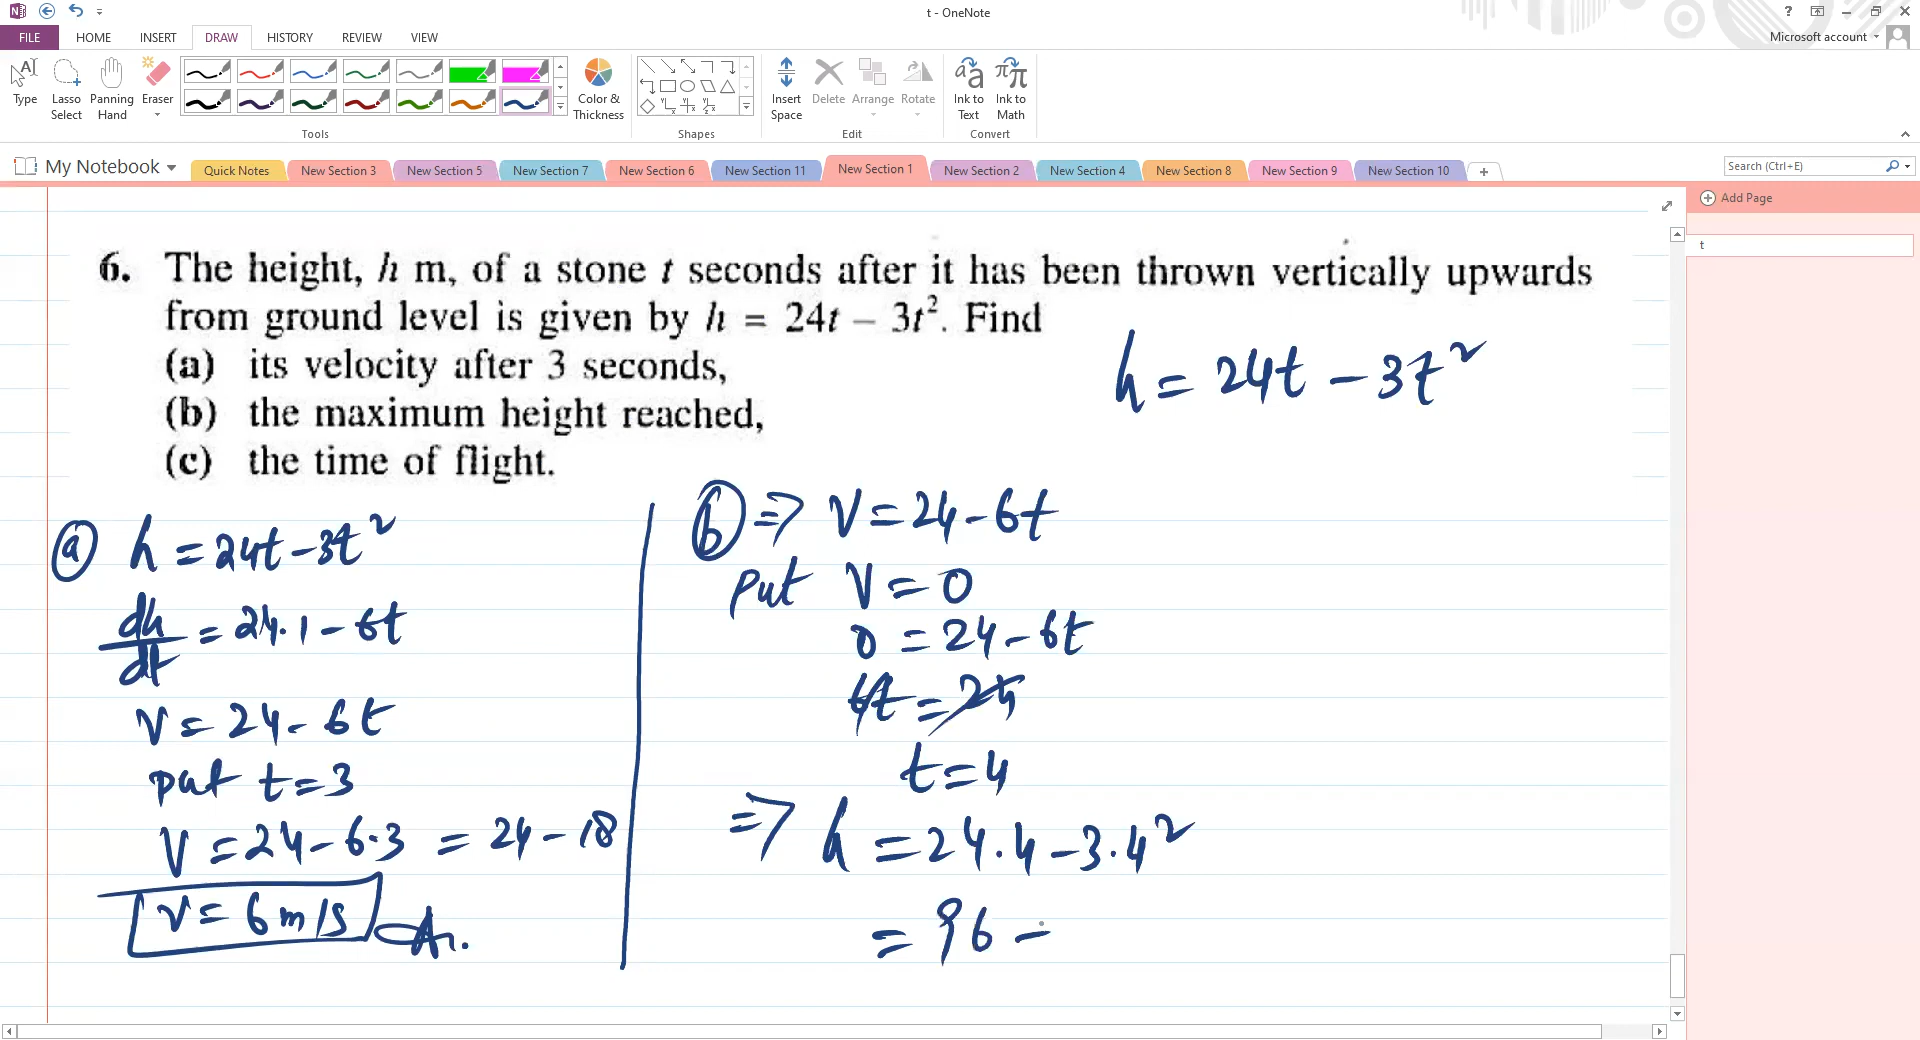 t - OneNote
Microsoft account
FILE HOME INSERT DRAW HISTORY REVIEW VIEW
Type Lasso Select Panning Hand Eraser Color & Thickness Insert Space Delete Arrange Rotate Ink to Text Ink to Math
Tools Shapes Edit Convert
My Notebook Quick Notes New Section 3 New Section 5 New Section 7 New Section 6 New Section 11 New Section 1 New Section 2 New Section 4 New Section 8 New Section 9 New Section 10
Search (Ctrl+E)
Add Page
t
6. The height, h m, of a stone t seconds after it has been thrown vertically upwards
from ground level is given by h = 24t − 3t². Find
(a) its velocity after 3 seconds,
(b) the maximum height reached,
(c) the time of flight.
h = 24t − 3t²
(a) h = 24t − 3t²
dh/dt = 24.1 − 6t
v = 24 − 6t
put t = 3
V = 24 − 6·3 = 24 − 18
v = 6 m/s
(b) ⇒ V = 24 − 6t
put V = 0
0 = 24 − 6t
6t = 24
t = 4
⇒ h = 24.4 − 3.4²
= 96 −